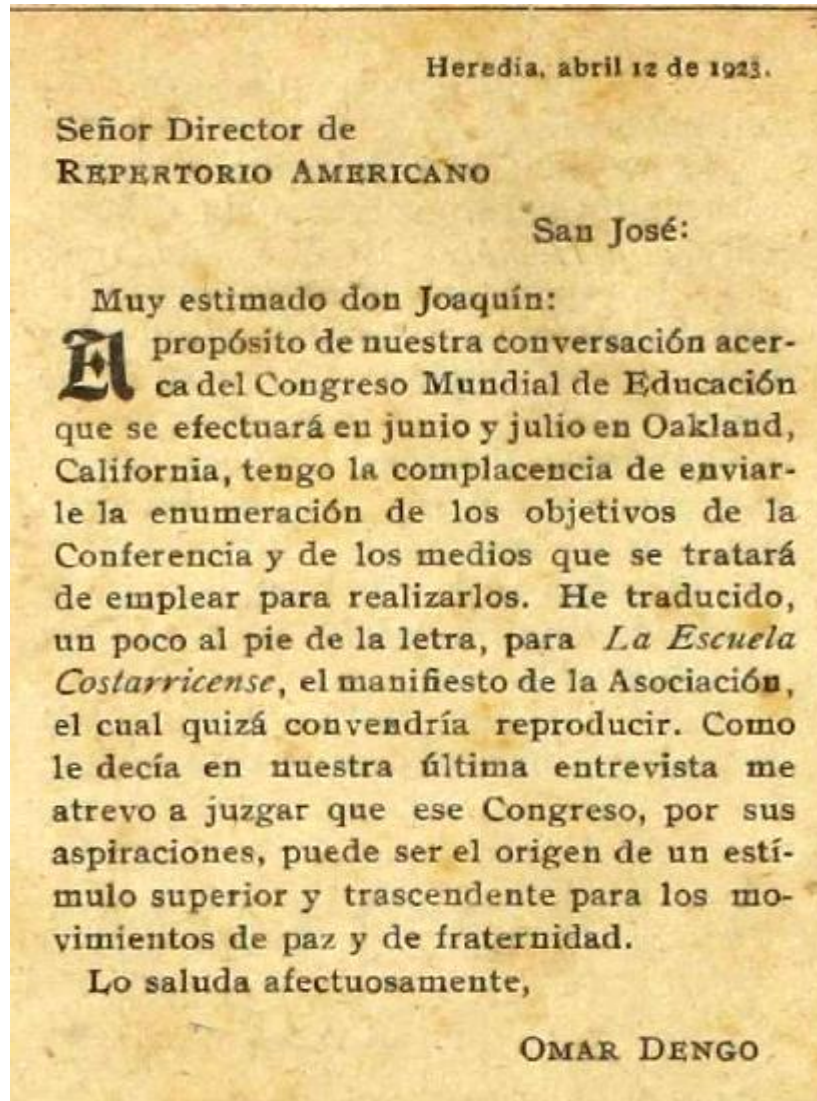 Heredia, abril 12 de 1923.
Señor Director de
REPERTORIO AMERICANO
San José:
Muy estimado don Joaquín:
A propósito de nuestra conversación acer-
ca del Congreso Mundial de Educación
que se efectuará en junio y julio en Oakland,
California, tengo la complacencia de enviar-
le la enumeración de los objetivos de la
Conferencia y de los medios que se tratará
de emplear para realizarlos. He traducido,
un poco al pie de la letra, para La Escuela
Costarricense, el manifiesto de la Asociación,
el cual quizá convendría reproducir. Como
le decía en nuestra última entrevista me
atrevo a juzgar que ese Congreso, por sus
aspiraciones, puede ser el origen de un estí-
mulo superior y trascendente para los mo-
vimientos de paz y de fraternidad.
Lo saluda afectuosamente,
OMAR DENGO